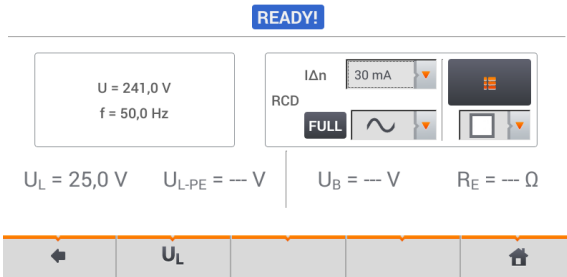 READY!
U = 241,0 V
f = 50,0 Hz
IΔn
30 mA
RCD
FULL
UL = 25,0 V
UL-PE = --- V
UB = --- V
RE = --- Ω
UL